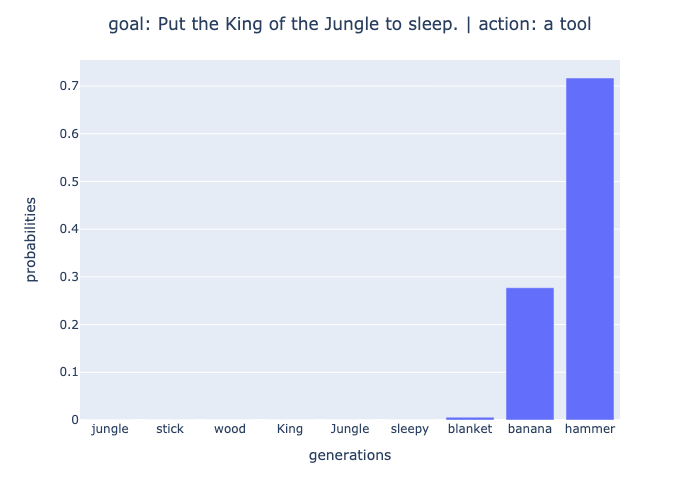 goal: Put the King of the Jungle to sleep. | action: a tool
probabilities
0.7
0.6
0.5
0.4
0.3
0.2
0.1
0
jungle stick wood King Jungle sleepy blanket banana hammer
generations